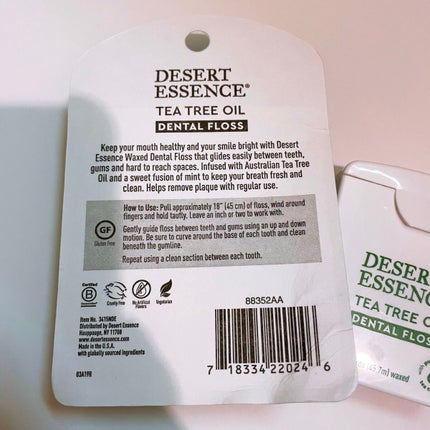 DESERT
ESSENCE®
TEA TREE OIL
DENTAL FLOSS
Keep your mouth healthy and your smile bright with Desert
Essence Waxed Dental Floss that glides easily between teeth,
gums and hard to reach spaces. Infused with Australian Tea Tree
Oil and a sweet fusion of mint to keep your breath fresh and
clean. Helps remove plaque with regular use.
How to Use: Pull approximately 18" (45 cm) of floss, wind around
fingers and hold tautly. Leave an inch or two to work with.
Gently guide floss between teeth and gums using an up and down
motion. Be sure to curve around the base of each tooth and clean
beneath the gumline.
Repeat using a clean section between each tooth.
GF
Gluten Free
Certified
B
Corporation
Cruelty Free
No Artificial
Flavors
Vegetarian
Item No. 3415NDE
Distributed by Desert Essence
Hauppauge, NY 11788
www.desertessence.com
Made in the U.S.A.
with globally sourced ingredients
03A19R
88352AA
7 18334 22024 6
DESERT
ESSENCE
TEA TREE O
DENTAL FLOS
waxed